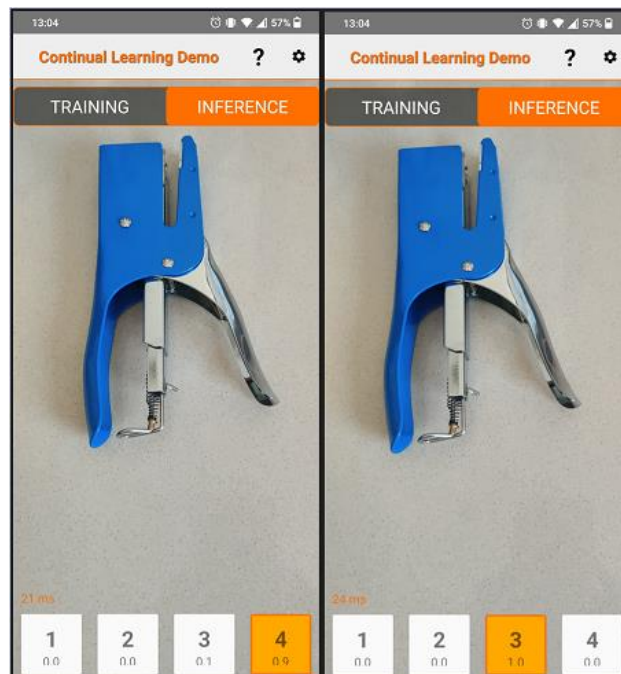 13:04 57%
Continual Learning Demo ?
TRAINING INFERENCE
21 ms
1 2 3 4
0.0 0.0 0.1 0.9
13:04 57%
Continual Learning Demo ?
TRAINING INFERENCE
24 ms
1 2 3 4
0.0 0.0 1.0 0.0